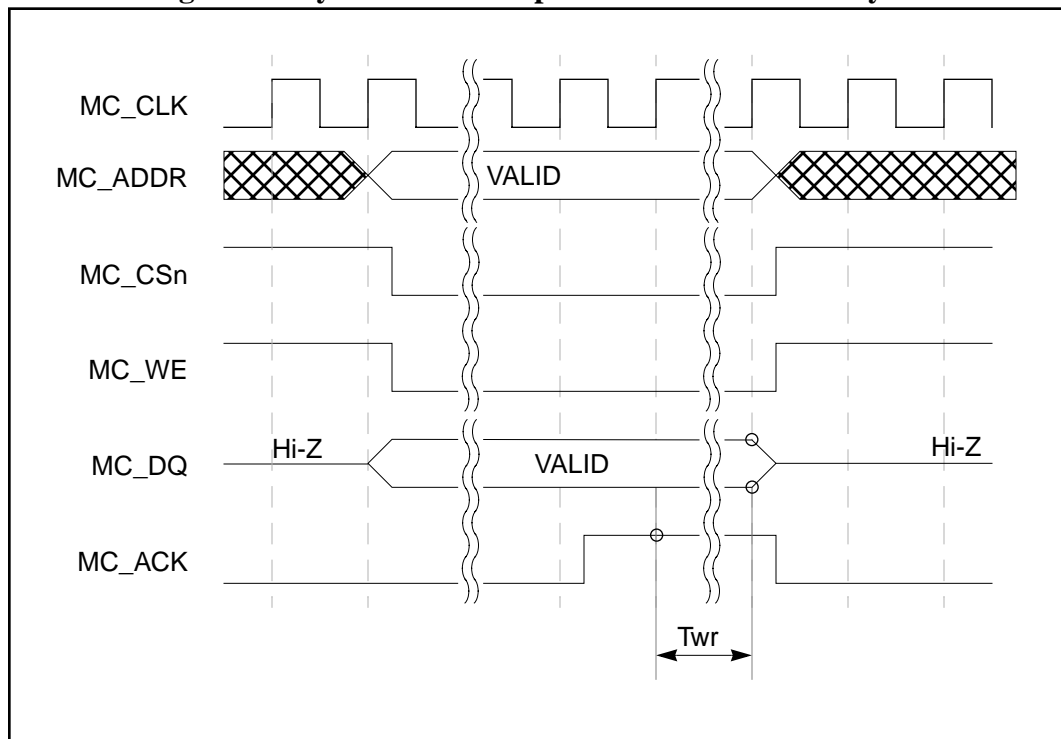 MC_CLK
MC_ADDR
VALID
MC_CSn
MC_WE
Hi-Z
Hi-Z
MC_DQ
VALID
MC_ACK
Twr